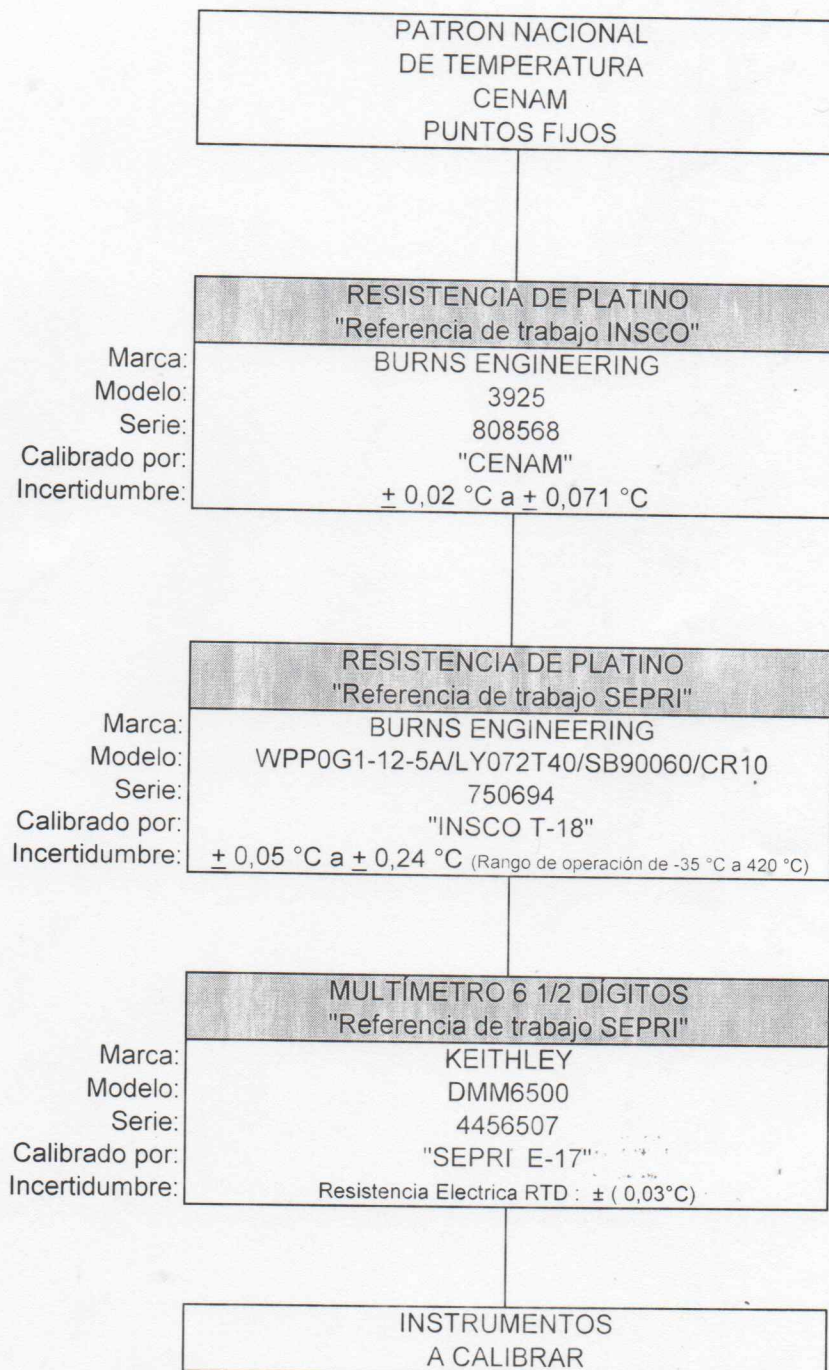 PATRON NACIONAL
DE TEMPERATURA
CENAM
PUNTOS FIJOS
RESISTENCIA DE PLATINO
"Referencia de trabajo INSCO"
Marca: BURNS ENGINEERING
Modelo: 3925
Serie: 808568
Calibrado por: "CENAM"
Incertidumbre: ± 0,02 °C a ± 0,071 °C
RESISTENCIA DE PLATINO
"Referencia de trabajo SEPRI"
Marca: BURNS ENGINEERING
Modelo: WPP0G1-12-5A/LY072T40/SB90060/CR10
Serie: 750694
Calibrado por: "INSCO T-18"
Incertidumbre: ± 0,05 °C a ± 0,24 °C (Rango de operación de -35 °C a 420 °C)
MULTÍMETRO 6 1/2 DÍGITOS
"Referencia de trabajo SEPRI"
Marca: KEITHLEY
Modelo: DMM6500
Serie: 4456507
Calibrado por: "SEPRI E-17"
Incertidumbre: Resistencia Electrica RTD : ± ( 0,03°C)
INSTRUMENTOS
A CALIBRAR